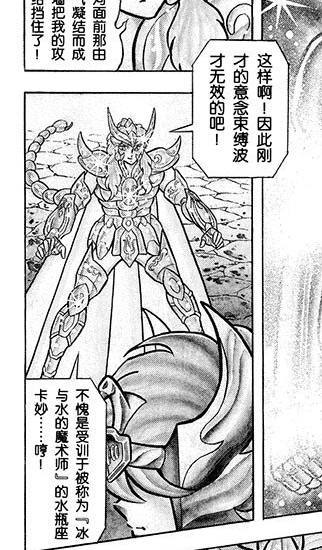 对面前那由
气凝结而成
墙把我的攻
给挡住了！
这样啊！因此刚
才的意念束缚波
才无效的吧！
不愧是受训于被称为『冰
与水的魔术师』的水瓶座
卡妙……哼！